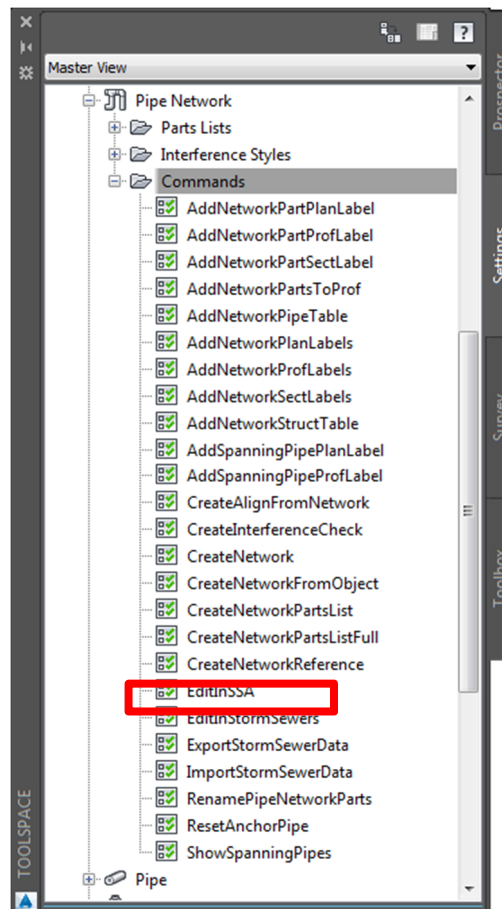 Master View
Pipe Network
Parts Lists
Interference Styles
Commands
AddNetworkPartPlanLabel
AddNetworkPartProfLabel
AddNetworkPartSectLabel
AddNetworkPartsToProf
AddNetworkPipeTable
AddNetworkPlanLabels
AddNetworkProfLabels
AddNetworkSectLabels
AddNetworkStructTable
AddSpanningPipePlanLabel
AddSpanningPipeProfLabel
CreateAlignFromNetwork
CreateInterferenceCheck
CreateNetwork
CreateNetworkFromObject
CreateNetworkPartsList
CreateNetworkPartsListFull
CreateNetworkReference
EditInSSA
EditInStormSewers
ExportStormSewerData
ImportStormSewerData
RenamePipeNetworkParts
ResetAnchorPipe
ShowSpanningPipes
Pipe
TOOLSPACE
Prospector
Settings
Survey
Toolbox